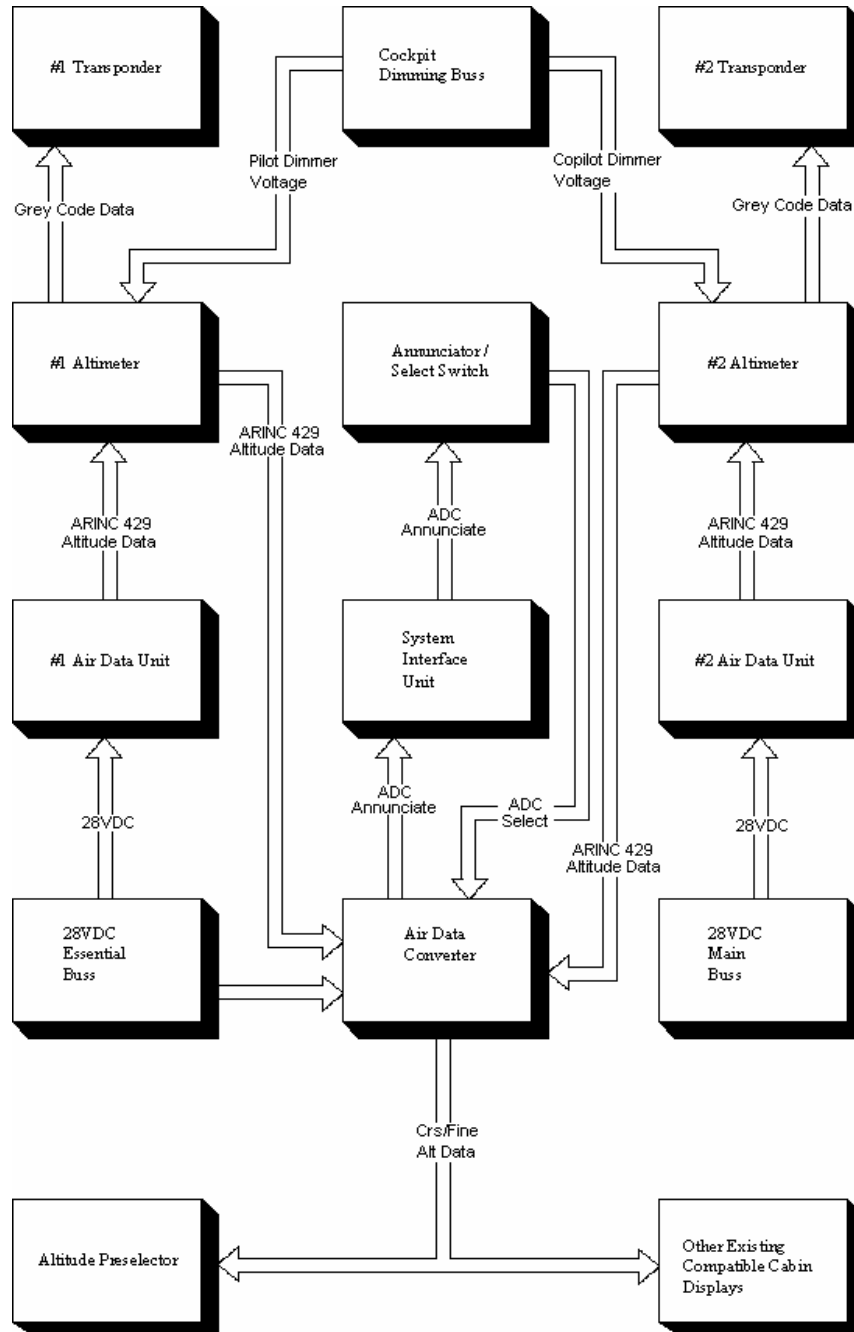 #1 Transponder
Cockpit
Dimming Buss
#2 Transponder
Pilot Dimmer
Voltage
Copilot Dimmer
Voltage
Grey Code Data
Grey Code Data
#1 Altimeter
Annunciator /
Select Switch
#2 Altimeter
ARINC 429
Altitude Data
ARINC 429
Altitude Data
ADC
Annunciate
ARINC 429
Altitude Data
#1 Air Data Unit
System
Interface
Unit
#2 Air Data Unit
28VDC
ADC
Annunciate
ADC
Select
ARINC 429
Altitude Data
28VDC
28VDC
Essential
Buss
Air Data
Converter
28VDC
Main
Buss
Crs/Fine
Alt Data
Altitude Preselector
Other Existing
Compatible Cabin
Displays